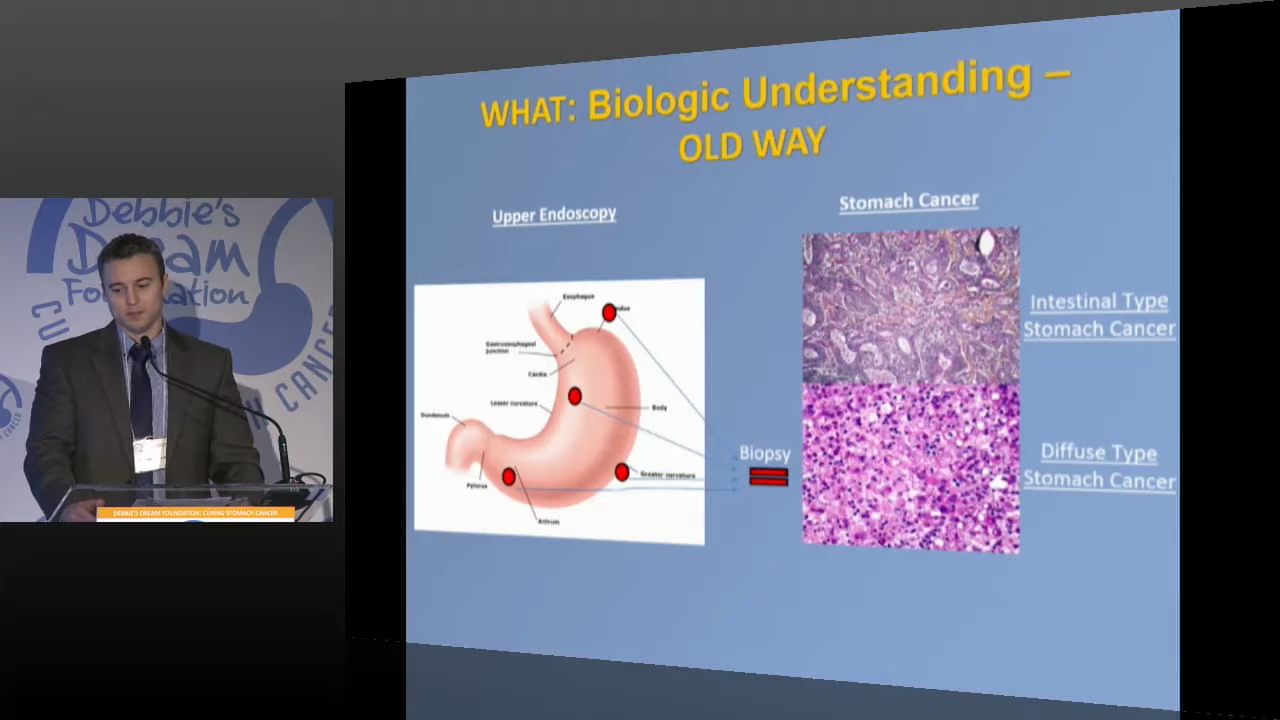 WHAT: Biologic Understanding –
OLD WAY
Upper Endoscopy
Stomach Cancer
Esophagus
Gastroesophageal
Junction
Cardia
Lesser curvature
Body
Duodenum
Pylorus
Greater curvature
Antrum
Biopsy
Intestinal Type
Stomach Cancer
Diffuse Type
Stomach Cancer
Debbie's
Dream
DEBBIE'S DREAM FOUNDATION: CURING STOMACH CANCER